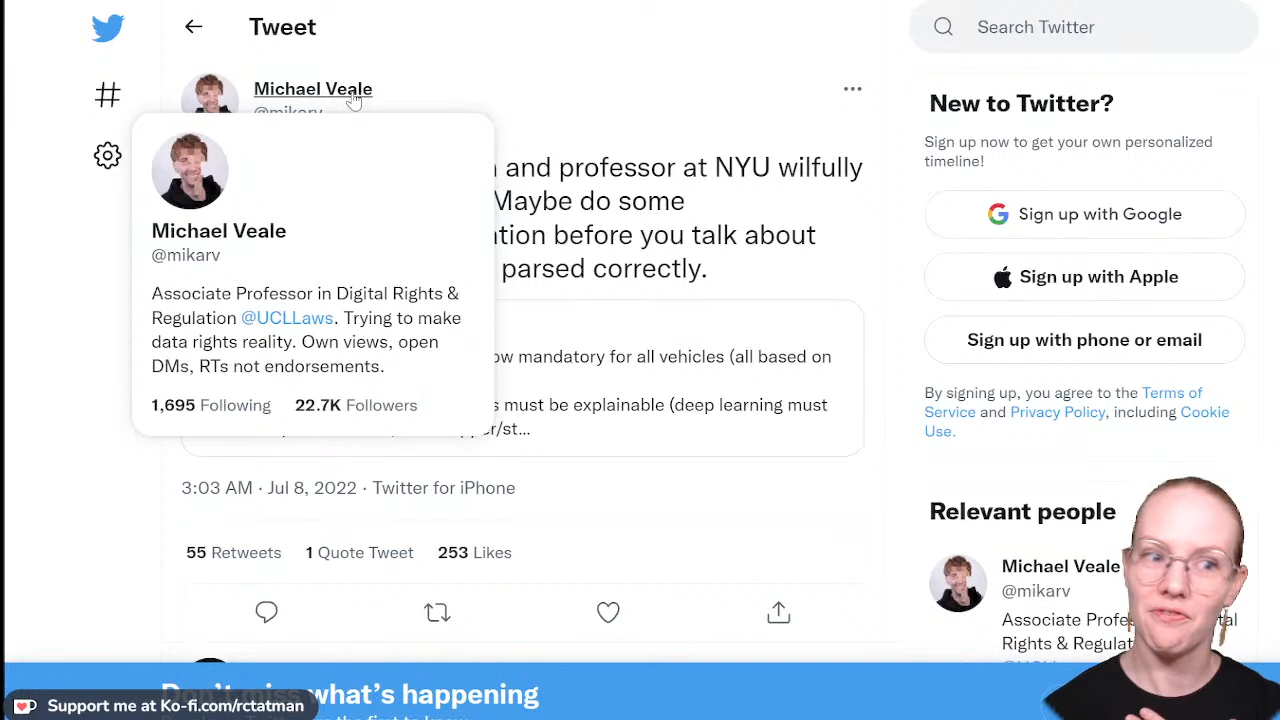 Tweet
Search Twitter
Michael Veale
@mikarv
and professor at NYU wilfully
Maybe do some
before you talk about
parsed correctly.
Michael Veale
@mikarv
Associate Professor in Digital Rights &
Regulation @UCLLaws. Trying to make
data rights reality. Own views, open
DMs, RTs not endorsements.
1,695 Following 22.7K Followers
mandatory for all vehicles (all based on
must be explainable (deep learning must
3:03 AM · Jul 8, 2022 · Twitter for iPhone
55 Retweets 1 Quote Tweet 253 Likes
New to Twitter?
Sign up now to get your own personalized
timeline!
Sign up with Google
Sign up with Apple
Sign up with phone or email
By signing up, you agree to the Terms of
Service and Privacy Policy, including Cookie
Use.
Relevant people
Michael Veale
@mikarv
Associate
Rights &
Don't miss what's happening
Support me at Ko-fi.com/rctatman